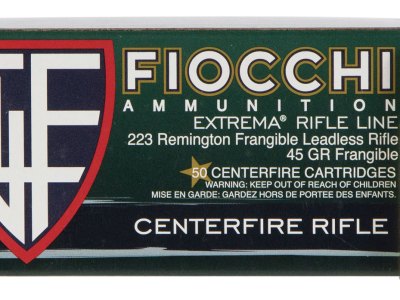 FIOCCHI
AMMUNITION
EXTREMA® RIFLE LINE
223 Remington Frangible Leadless Rifle
45 GR Frangible
50 CENTERFIRE CARTRIDGES
WARNING: KEEP OUT OF REACH OF CHILDREN
MISE EN GARDE: GARDEZ HORS DE PORTEE DES ENFANTS.
CENTERFIRE RIFLE